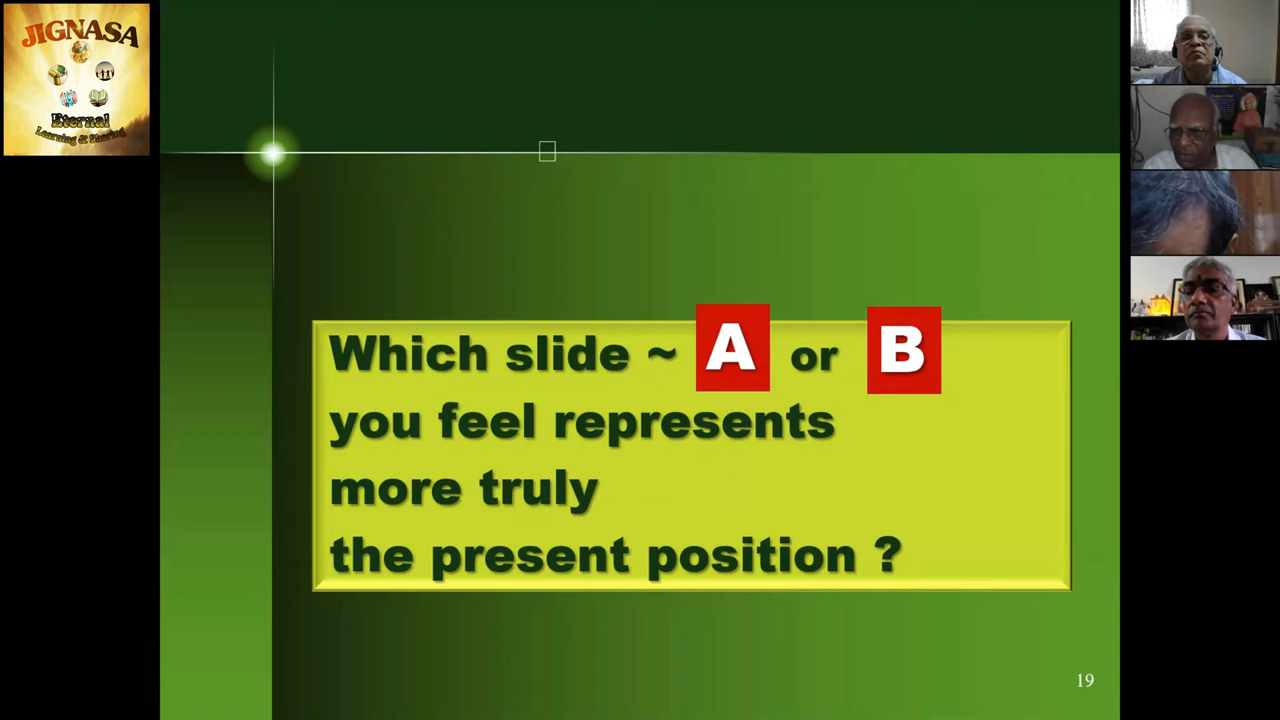 JIGNASA
Eternal
Learning & Sharing
Which slide ~ A or B
you feel represents
more truly
the present position ?
19